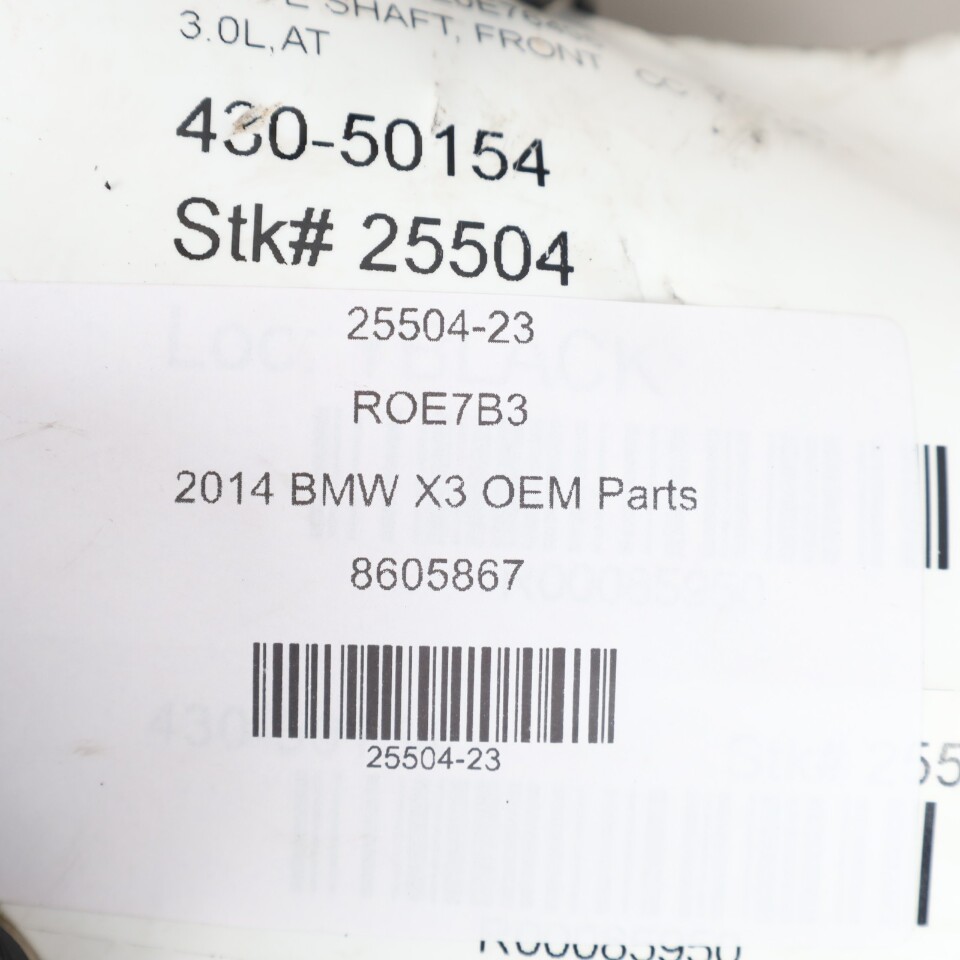 SHAFT, FRONT
3.0L, AT
430-50154
Stk# 25504
25504-23
ROE7B3
2014 BMW X3 OEM Parts
8605867
25504-23
R00085950